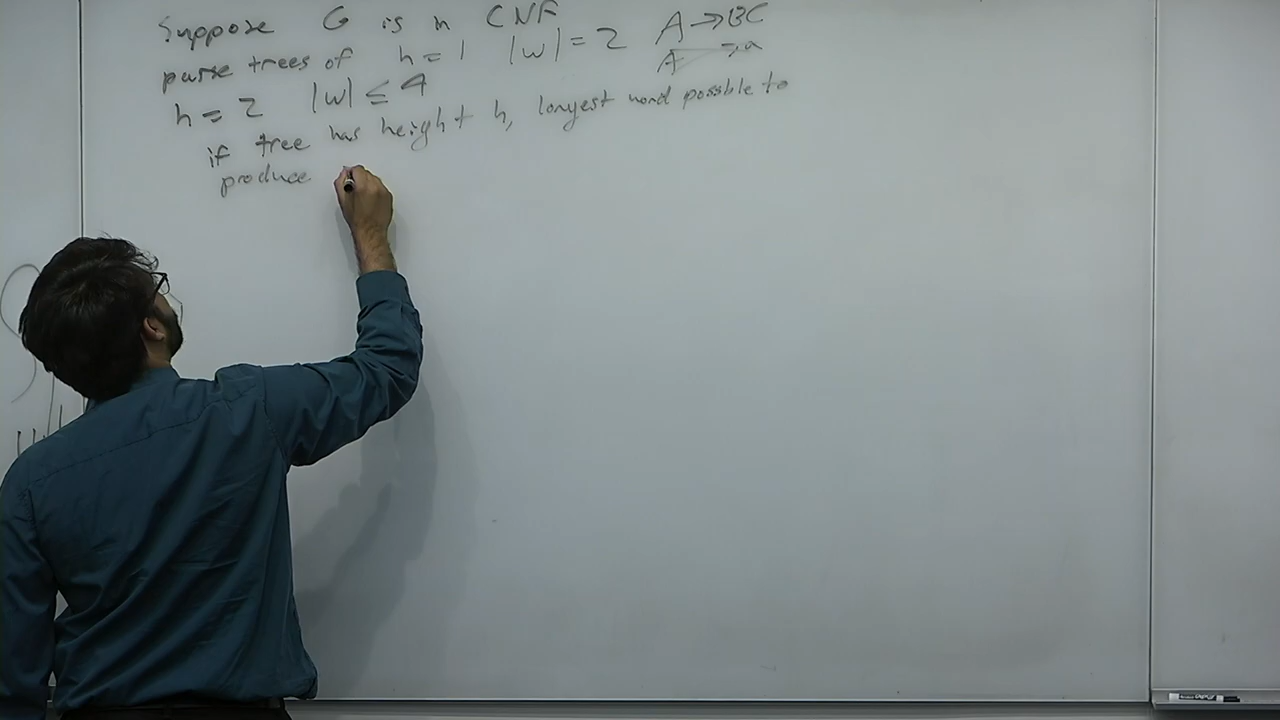 Suppose G is in CNF
parse trees of h=1 |w|=2 A→BC
A→a
h=2 |w|≤4
if tree has height h, longest word possible to
produce